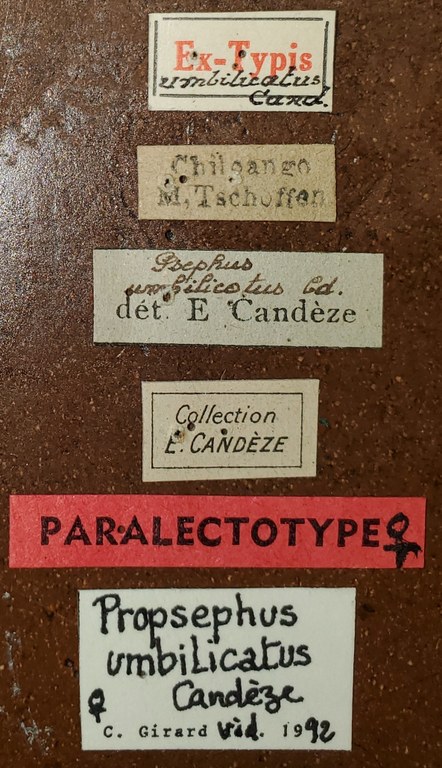 Ex-Typis
umbilicatus
Cand.
Chiloango
M, Tschoffen
Psephus
umbilicatus Cd.
dét. E Candèze
Collection
E. CANDÈZE
PARALECTOTYPE ♀
Propsephus
umbilicatus
Candèze
♀
C. Girard vid. 1992